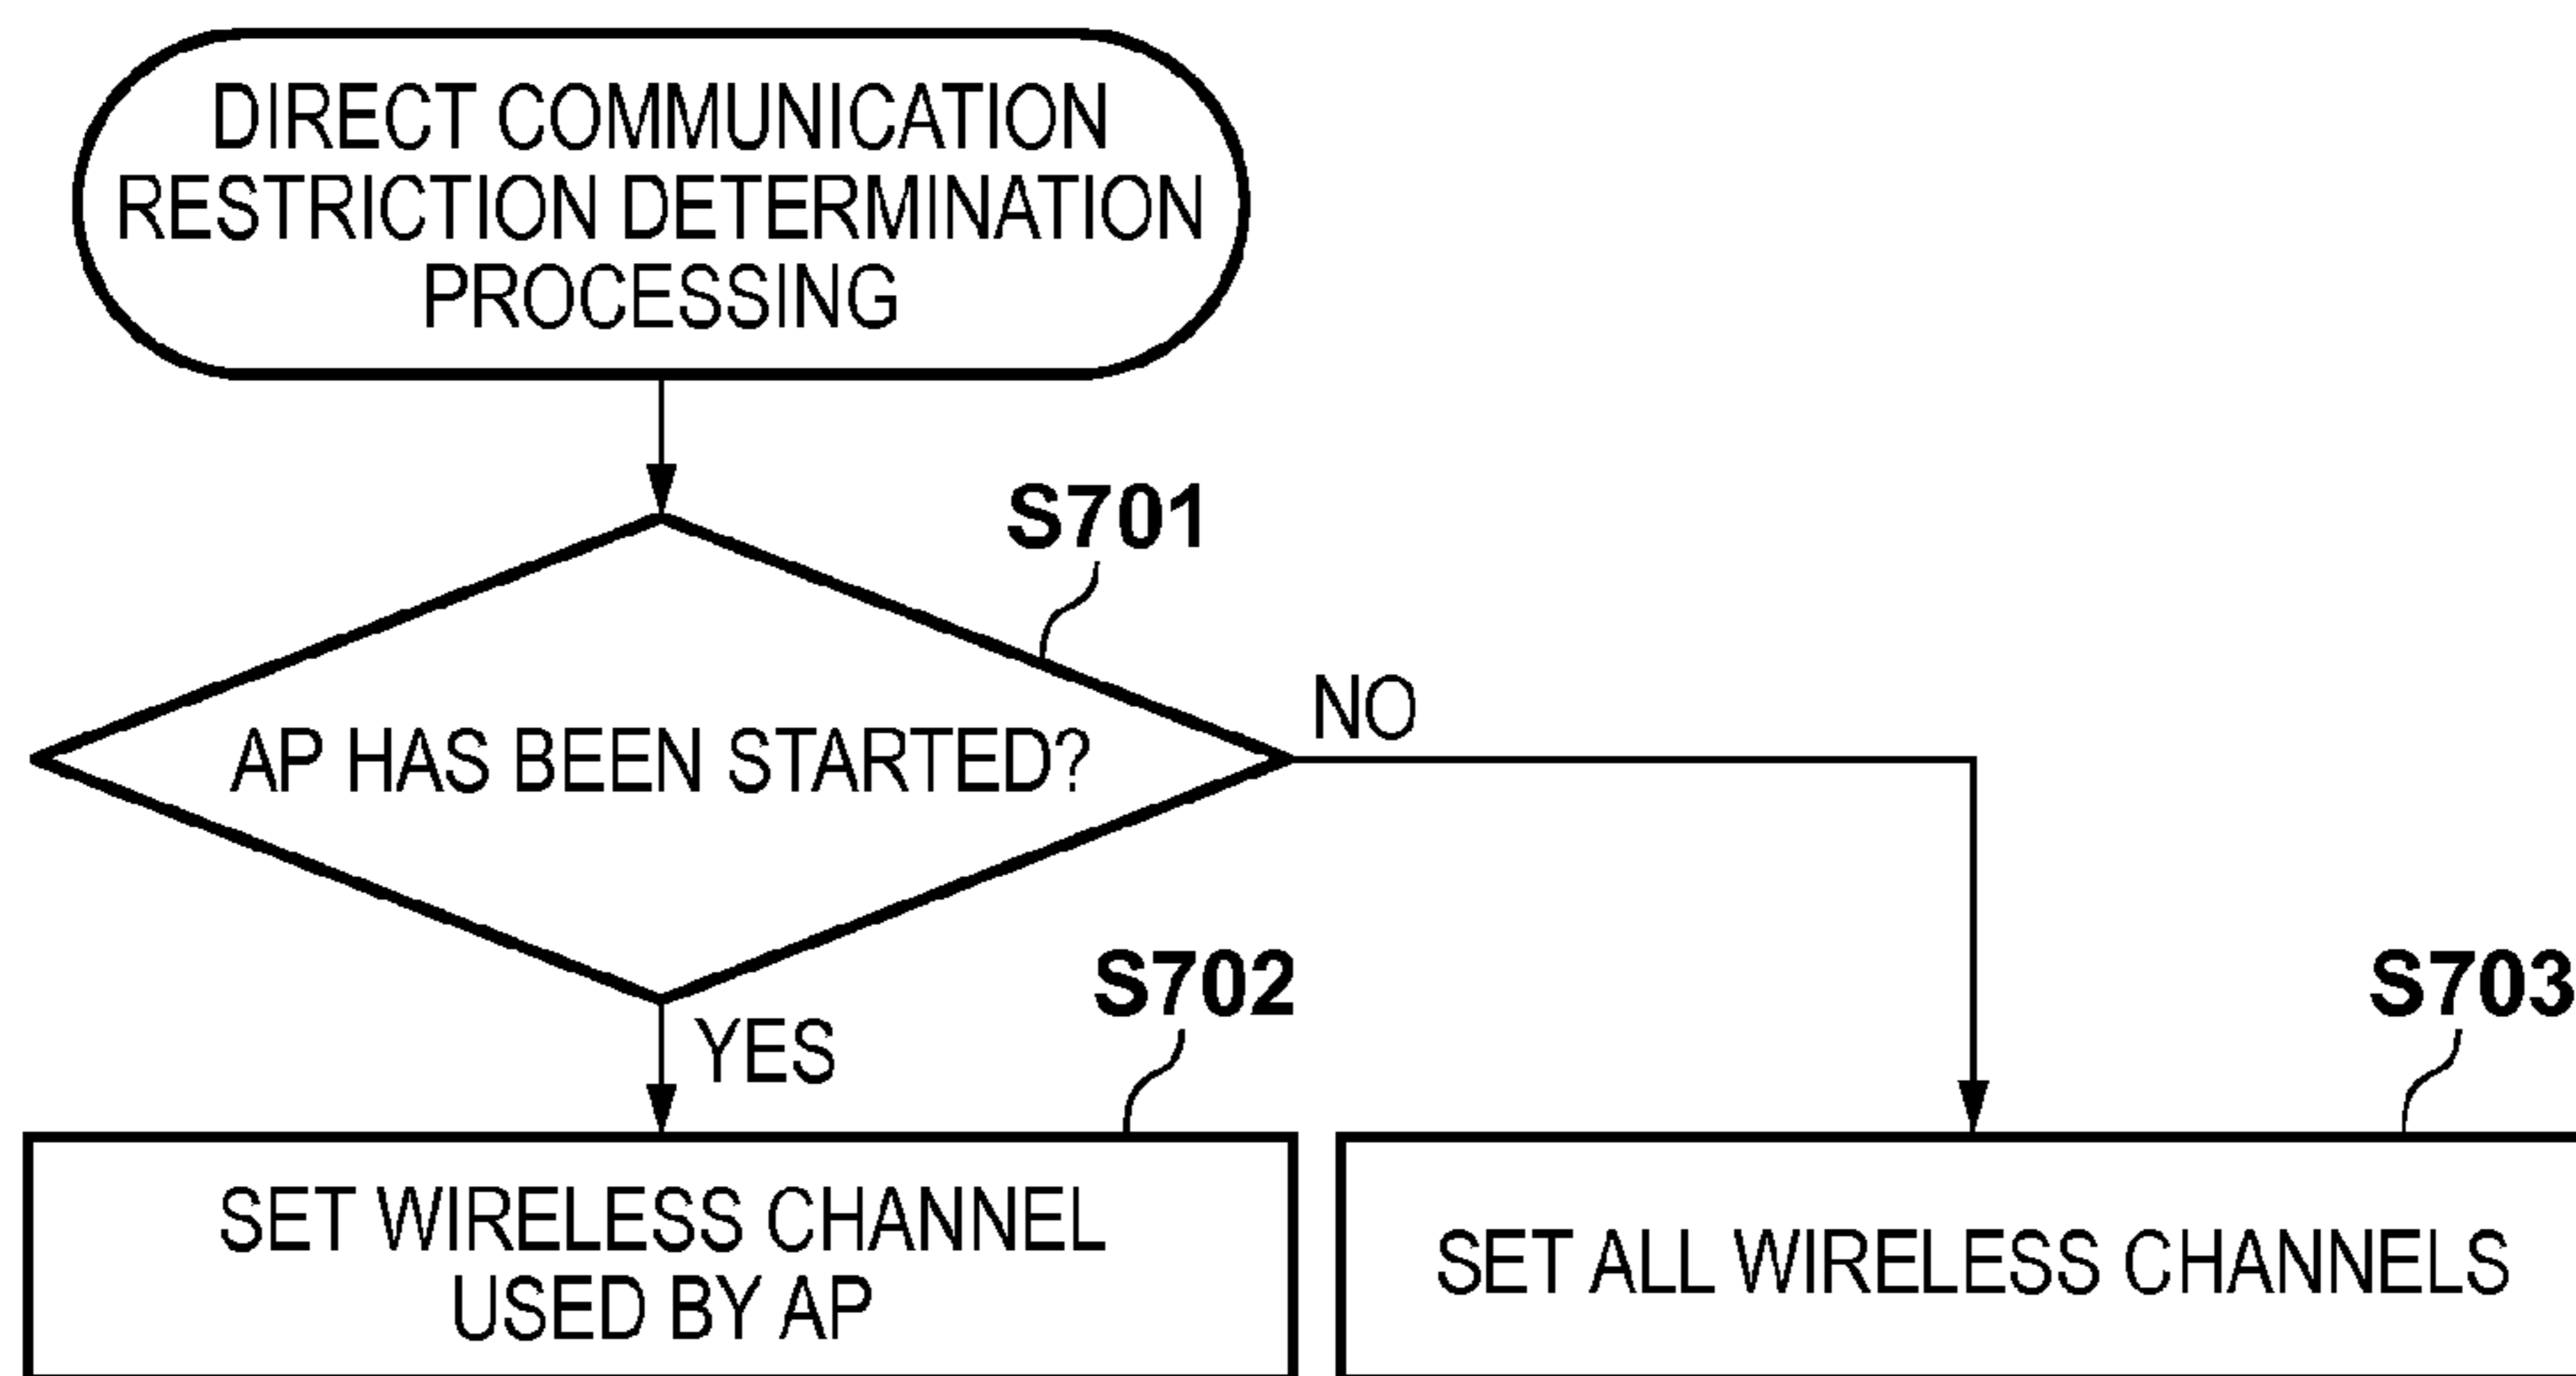 DIRECT COMMUNICATION
RESTRICTION DETERMINATION
PROCESSING
S701
AP HAS BEEN STARTED?
NO
YES
S702
SET WIRELESS CHANNEL
USED BY AP
S703
SET ALL WIRELESS CHANNELS